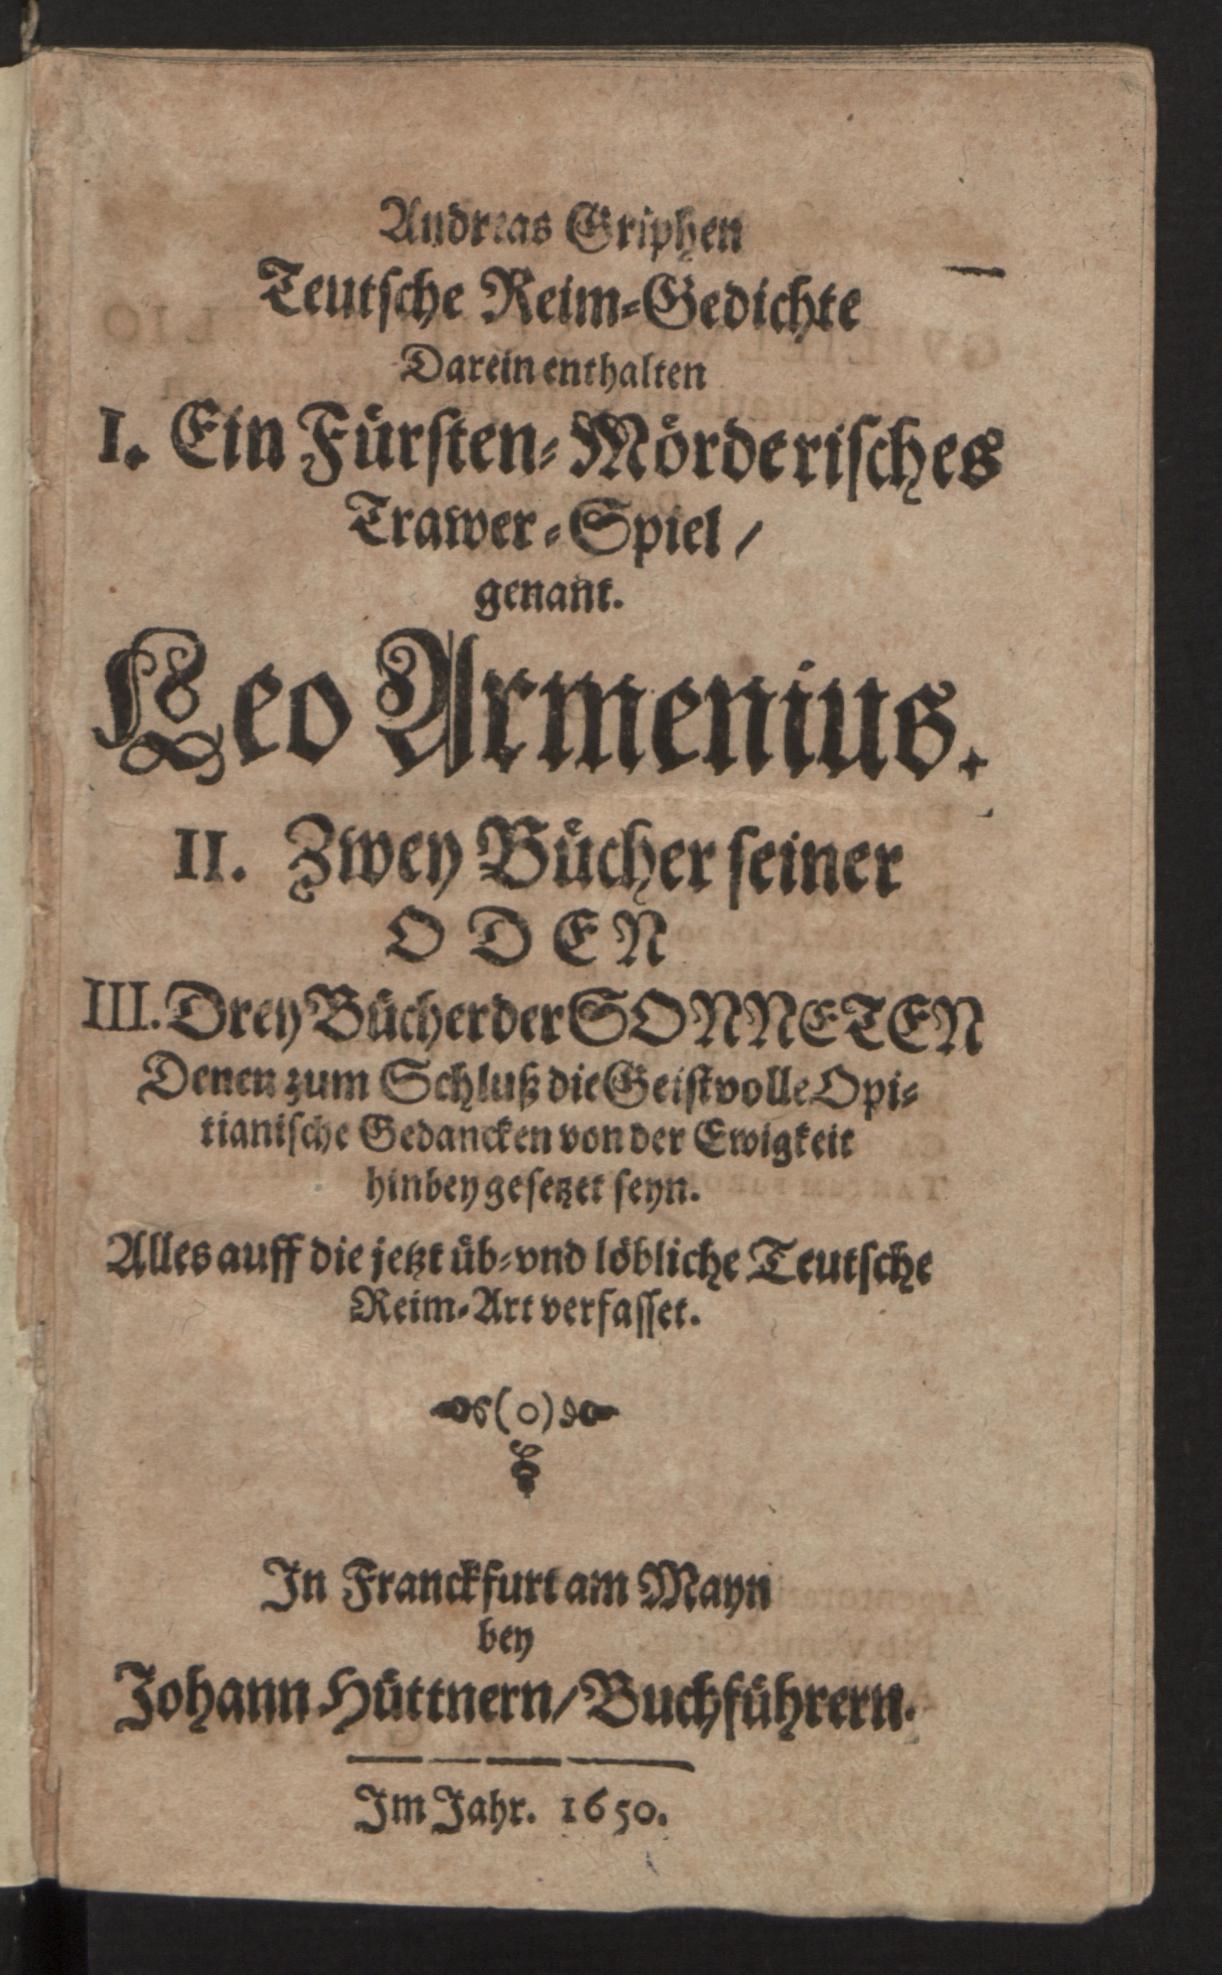 Andreas Griphen
Teutsche Reim-Gedichte
Darein enthalten
I. Ein Fürsten-Mörderisches
Trawer-Spiel /
genant.
Leo Armenius.
II. Zwey Bücher seiner
ODEN
III. Drey Bücher der SONNETEN
Denen zum Schluß die Geistvolle Opi-
tianische Gedancken von der Ewigkeit
hinbey gesetzet seyn.
Alles auff die jetzt üb- vnd löbliche Teutsche
Reim-Art verfasset.
(o)
In Franckfurt am Mayn
bey
Johann Hüttnern / Buchführern.
Im Jahr. 1650.